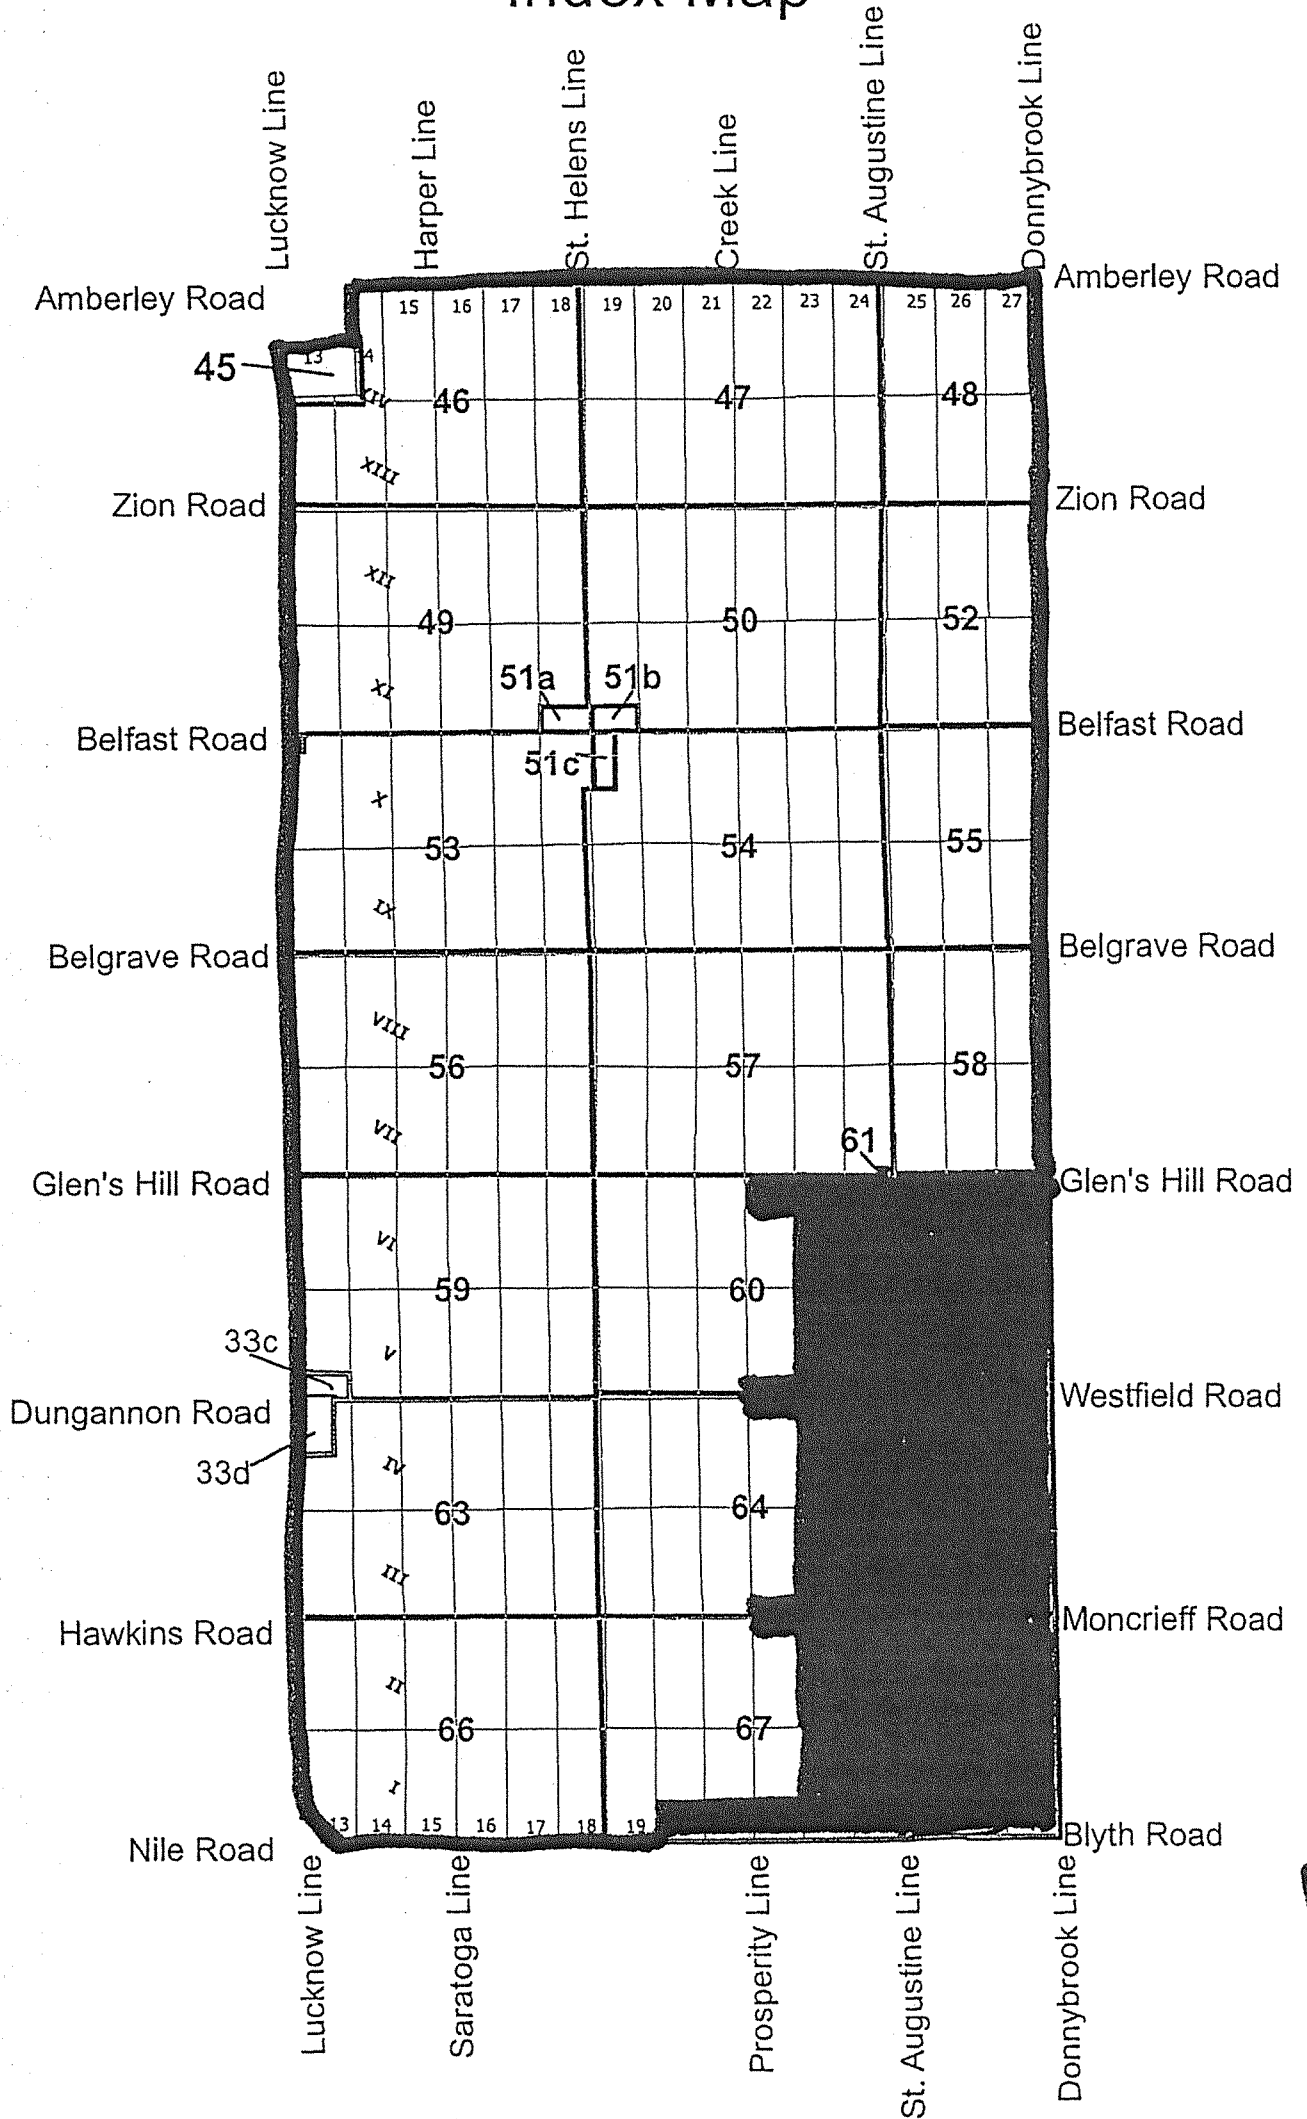 Index Map
Lucknow Line
Harper Line
St. Helens Line
Creek Line
St. Augustine Line
Donnybrook Line
Amberley Road
Amberley Road
15 16 17 18 19 20 21 22 23 24 25 26 27
13
45
XIV
46
47
48
XIII
Zion Road
Zion Road
XII
49
50
52
51a
51b
XI
Belfast Road
Belfast Road
51c
X
53
54
55
IX
Belgrave Road
Belgrave Road
VIII
56
57
58
VII
61
Glen's Hill Road
Glen's Hill Road
VI
59
60
33c
V
Dungannon Road
Westfield Road
33d
IV
63
64
III
Hawkins Road
Moncrieff Road
II
66
67
I
13 14 15 16 17 18 19
Nile Road
Blyth Road
Lucknow Line
Saratoga Line
Prosperity Line
St. Augustine Line
Donnybrook Line